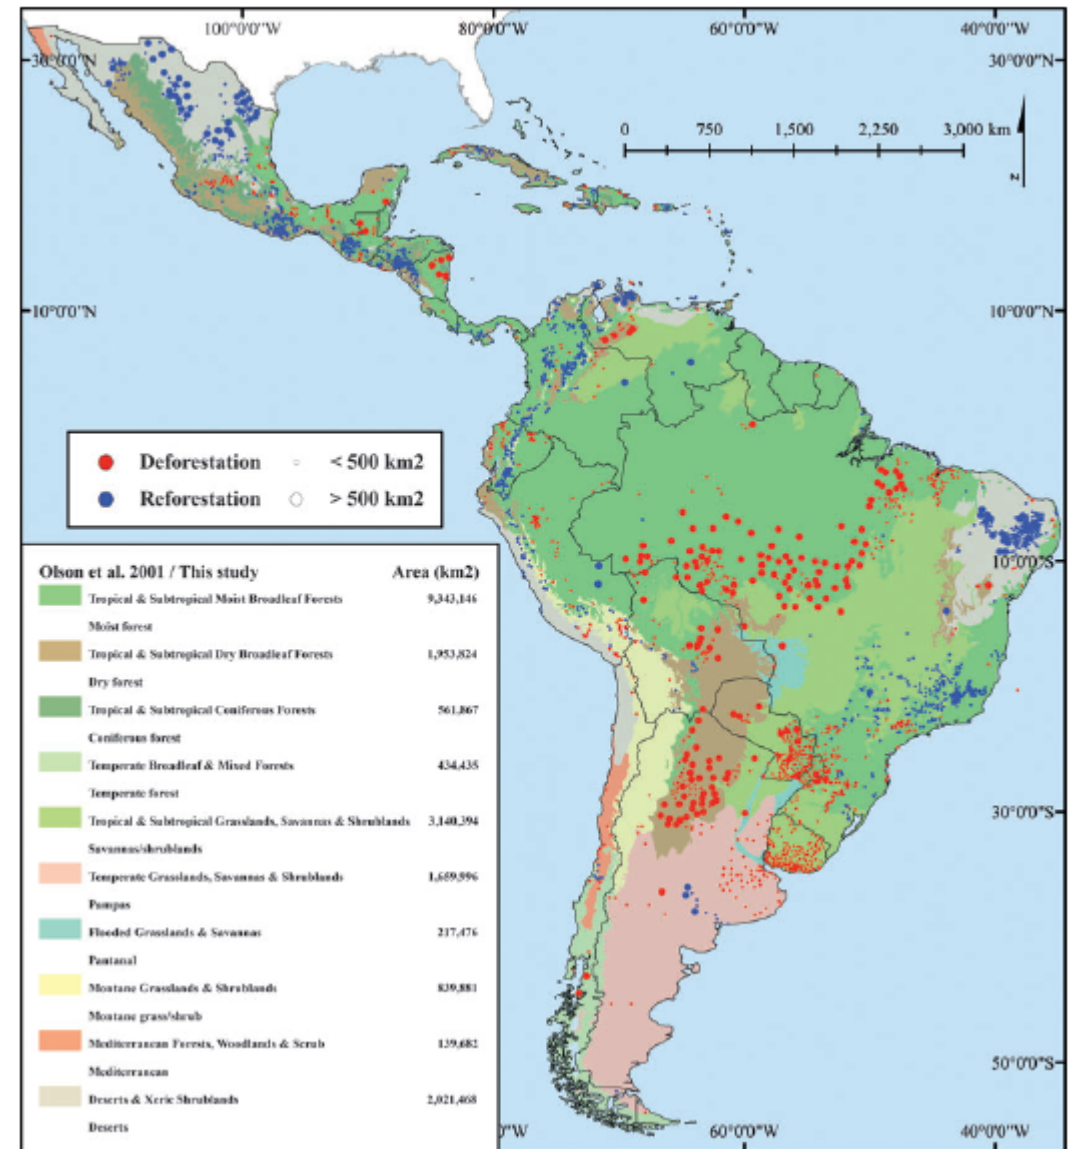 100°0'0"W 80°0'0"W 60°0'0"W 40°0'0"W
30°0'0"N 30°0'0"N
0 750 1,500 2,250 3,000 km
N
10°0'0"N 10°0'0"N
Deforestation < 500 km2
Reforestation > 500 km2
10°0'0"S
Olson et al. 2001 / This study Area (km2)
Tropical & Subtropical Moist Broadleaf Forests 9,343,146
Moist forest
Tropical & Subtropical Dry Broadleaf Forests 1,953,824
Dry forest
Tropical & Subtropical Coniferous Forests 561,867
Coniferous forest
Temperate Broadleaf & Mixed Forests 434,435
Temperate forest
Tropical & Subtropical Grasslands, Savannas & Shrublands 3,140,394
Savannas/shrublands
30°0'0"S
Temperate Grasslands, Savannas & Shrublands 1,659,996
Pampas
Flooded Grasslands & Savannas 217,476
Pantanal
Montane Grasslands & Shrublands 839,881
Montane grass/shrub
Mediterranean Forests, Woodlands & Scrub 139,682
Mediterranean
50°0'0"S
Deserts & Xeric Shrublands 2,021,468
Deserts
0"W 60°0'0"W 40°0'0"W